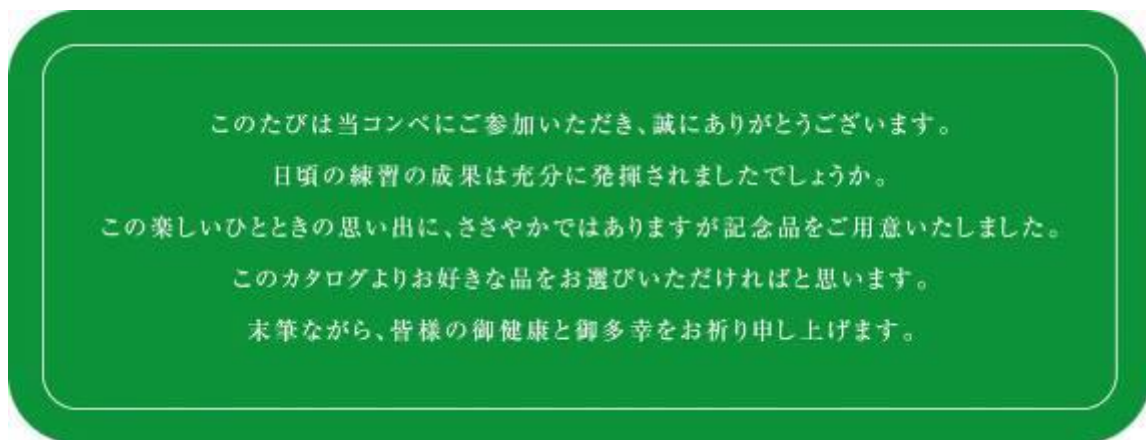 このたびは当コンペにご参加いただき、誠にありがとうございます。
日頃の練習の成果は充分に発揮されましたでしょうか。
この楽しいひとときの思い出に、ささやかではありますが記念品をご用意いたしました。
このカタログよりお好きな品をお選びいただければと思います。
末筆ながら、皆様の御健康と御多幸をお祈り申し上げます。